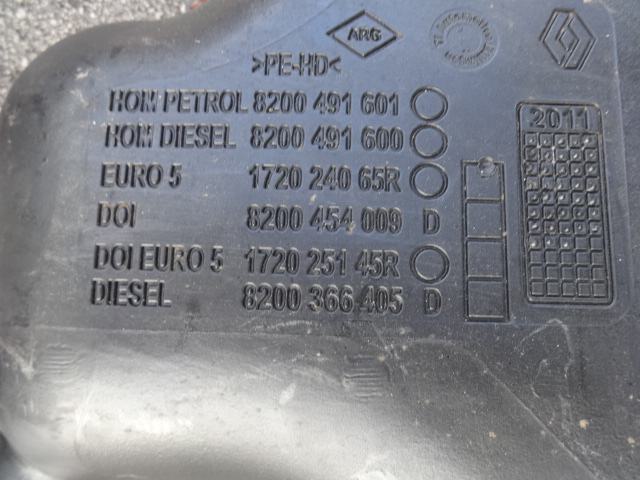 ARG
>PE-HD<
HOM PETROL 8200 491 601
HOM DIESEL 8200 491 600
EURO 5 1720 240 65R
DOI 8200 454 009 D
DOI EURO 5 1720 251 45R
DIESEL 8200 366 405 D
2011